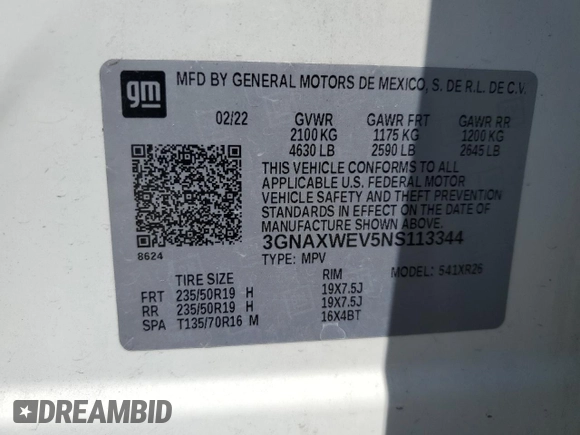 gm MFD BY GENERAL MOTORS DE MEXICO, S. DE R.L. DE C.V.
02/22 GVWR GAWR FRT GAWR RR
2100 KG 1175 KG 1200 KG
4630 LB 2590 LB 2645 LB
THIS VEHICLE CONFORMS TO ALL
APPLICABLE U.S. FEDERAL MOTOR
VEHICLE SAFETY AND THEFT PREVENTION
STANDARDS IN EFFECT ON THE DATE
OF MANUFACTURE SHOWN ABOVE.
8624 3GNAXWEV5NS113344
TYPE: MPV MODEL: 541XR26
TIRE SIZE RIM
FRT 235/50R19 H 19X7.5J
RR 235/50R19 H 19X7.5J
SPA T135/70R16 M 16X4BT
DREAMBID